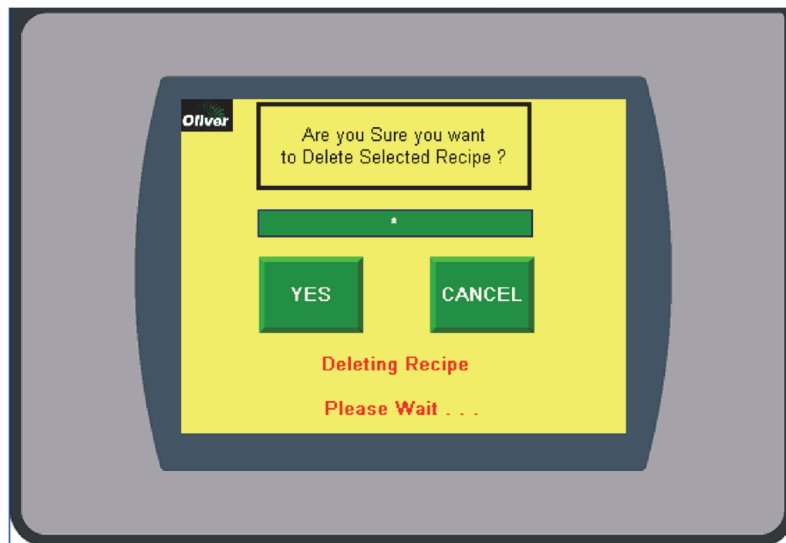 Oliver
Are you Sure you want
to Delete Selected Recipe ?
*
YES
CANCEL
Deleting Recipe
Please Wait . . .